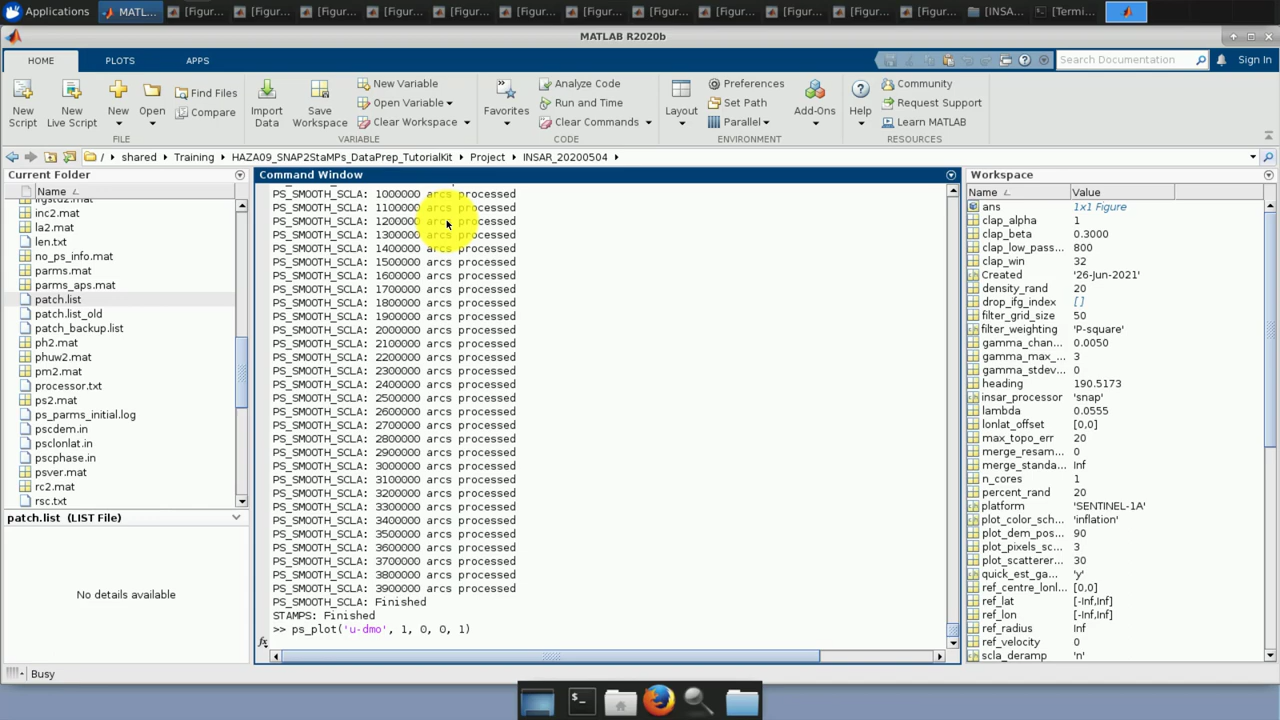 Applications MATL... [Figur... [Figur... [Figur... [Figur... [Figur... [Figur... [Figur... [Figur... [Figur... [Figur... [Figur... [Figur... [INSA... [Termi...
MATLAB R2020b
HOME PLOTS APPS
Search Documentation Sign In
New Script
New Live Script
New
Open
Find Files
Compare
FILE
Import Data
Save Workspace
New Variable
Open Variable
Clear Workspace
VARIABLE
Favorites
Analyze Code
Run and Time
Clear Commands
CODE
Layout
Preferences
Set Path
Parallel
Add-Ons
ENVIRONMENT
Help
Community
Request Support
Learn MATLAB
RESOURCES
/ shared Training HAZA09_SNAP2StaMPs_DataPrep_TutorialKit Project INSAR_20200504
Current Folder
Name
inc2.mat
la2.mat
len.txt
no_ps_info.mat
parms.mat
parms_aps.mat
patch.list
patch.list_old
patch_backup.list
ph2.mat
phuw2.mat
pm2.mat
processor.txt
ps2.mat
ps_parms_initial.log
pscdem.in
psclonlat.in
pscphase.in
psver.mat
rc2.mat
rsc.txt
patch.list (LIST File)
No details available
Command Window
PS_SMOOTH_SCLA: 1000000 arcs processed
PS_SMOOTH_SCLA: 1100000 arcs processed
PS_SMOOTH_SCLA: 1200000 arcs processed
PS_SMOOTH_SCLA: 1300000 arcs processed
PS_SMOOTH_SCLA: 1400000 arcs processed
PS_SMOOTH_SCLA: 1500000 arcs processed
PS_SMOOTH_SCLA: 1600000 arcs processed
PS_SMOOTH_SCLA: 1700000 arcs processed
PS_SMOOTH_SCLA: 1800000 arcs processed
PS_SMOOTH_SCLA: 1900000 arcs processed
PS_SMOOTH_SCLA: 2000000 arcs processed
PS_SMOOTH_SCLA: 2100000 arcs processed
PS_SMOOTH_SCLA: 2200000 arcs processed
PS_SMOOTH_SCLA: 2300000 arcs processed
PS_SMOOTH_SCLA: 2400000 arcs processed
PS_SMOOTH_SCLA: 2500000 arcs processed
PS_SMOOTH_SCLA: 2600000 arcs processed
PS_SMOOTH_SCLA: 2700000 arcs processed
PS_SMOOTH_SCLA: 2800000 arcs processed
PS_SMOOTH_SCLA: 2900000 arcs processed
PS_SMOOTH_SCLA: 3000000 arcs processed
PS_SMOOTH_SCLA: 3100000 arcs processed
PS_SMOOTH_SCLA: 3200000 arcs processed
PS_SMOOTH_SCLA: 3300000 arcs processed
PS_SMOOTH_SCLA: 3400000 arcs processed
PS_SMOOTH_SCLA: 3500000 arcs processed
PS_SMOOTH_SCLA: 3600000 arcs processed
PS_SMOOTH_SCLA: 3700000 arcs processed
PS_SMOOTH_SCLA: 3800000 arcs processed
PS_SMOOTH_SCLA: 3900000 arcs processed
PS_SMOOTH_SCLA: Finished
STAMPS: Finished
>> ps_plot('u-dmo', 1, 0, 0, 1)
fx
Workspace
Name Value
ans 1x1 Figure
clap_alpha 1
clap_beta 0.3000
clap_low_pass... 800
clap_win 32
Created '26-Jun-2021'
density_rand 20
drop_ifg_index []
filter_grid_size 50
filter_weighting 'P-square'
gamma_chan... 0.0050
gamma_max_... 3
gamma_stdev... 0
heading 190.5173
insar_processor 'snap'
lambda 0.0555
lonlat_offset [0,0]
max_topo_err 20
merge_resam... 0
merge_standa... Inf
n_cores 1
percent_rand 20
platform 'SENTINEL-1A'
plot_color_sch... 'inflation'
plot_dem_pos... 90
plot_pixels_sc... 3
plot_scatterer... 30
quick_est_ga... 'y'
ref_centre_lonl... [0,0]
ref_lat [-Inf,Inf]
ref_lon [-Inf,Inf]
ref_radius Inf
ref_velocity 0
scla_deramp 'n'
Busy